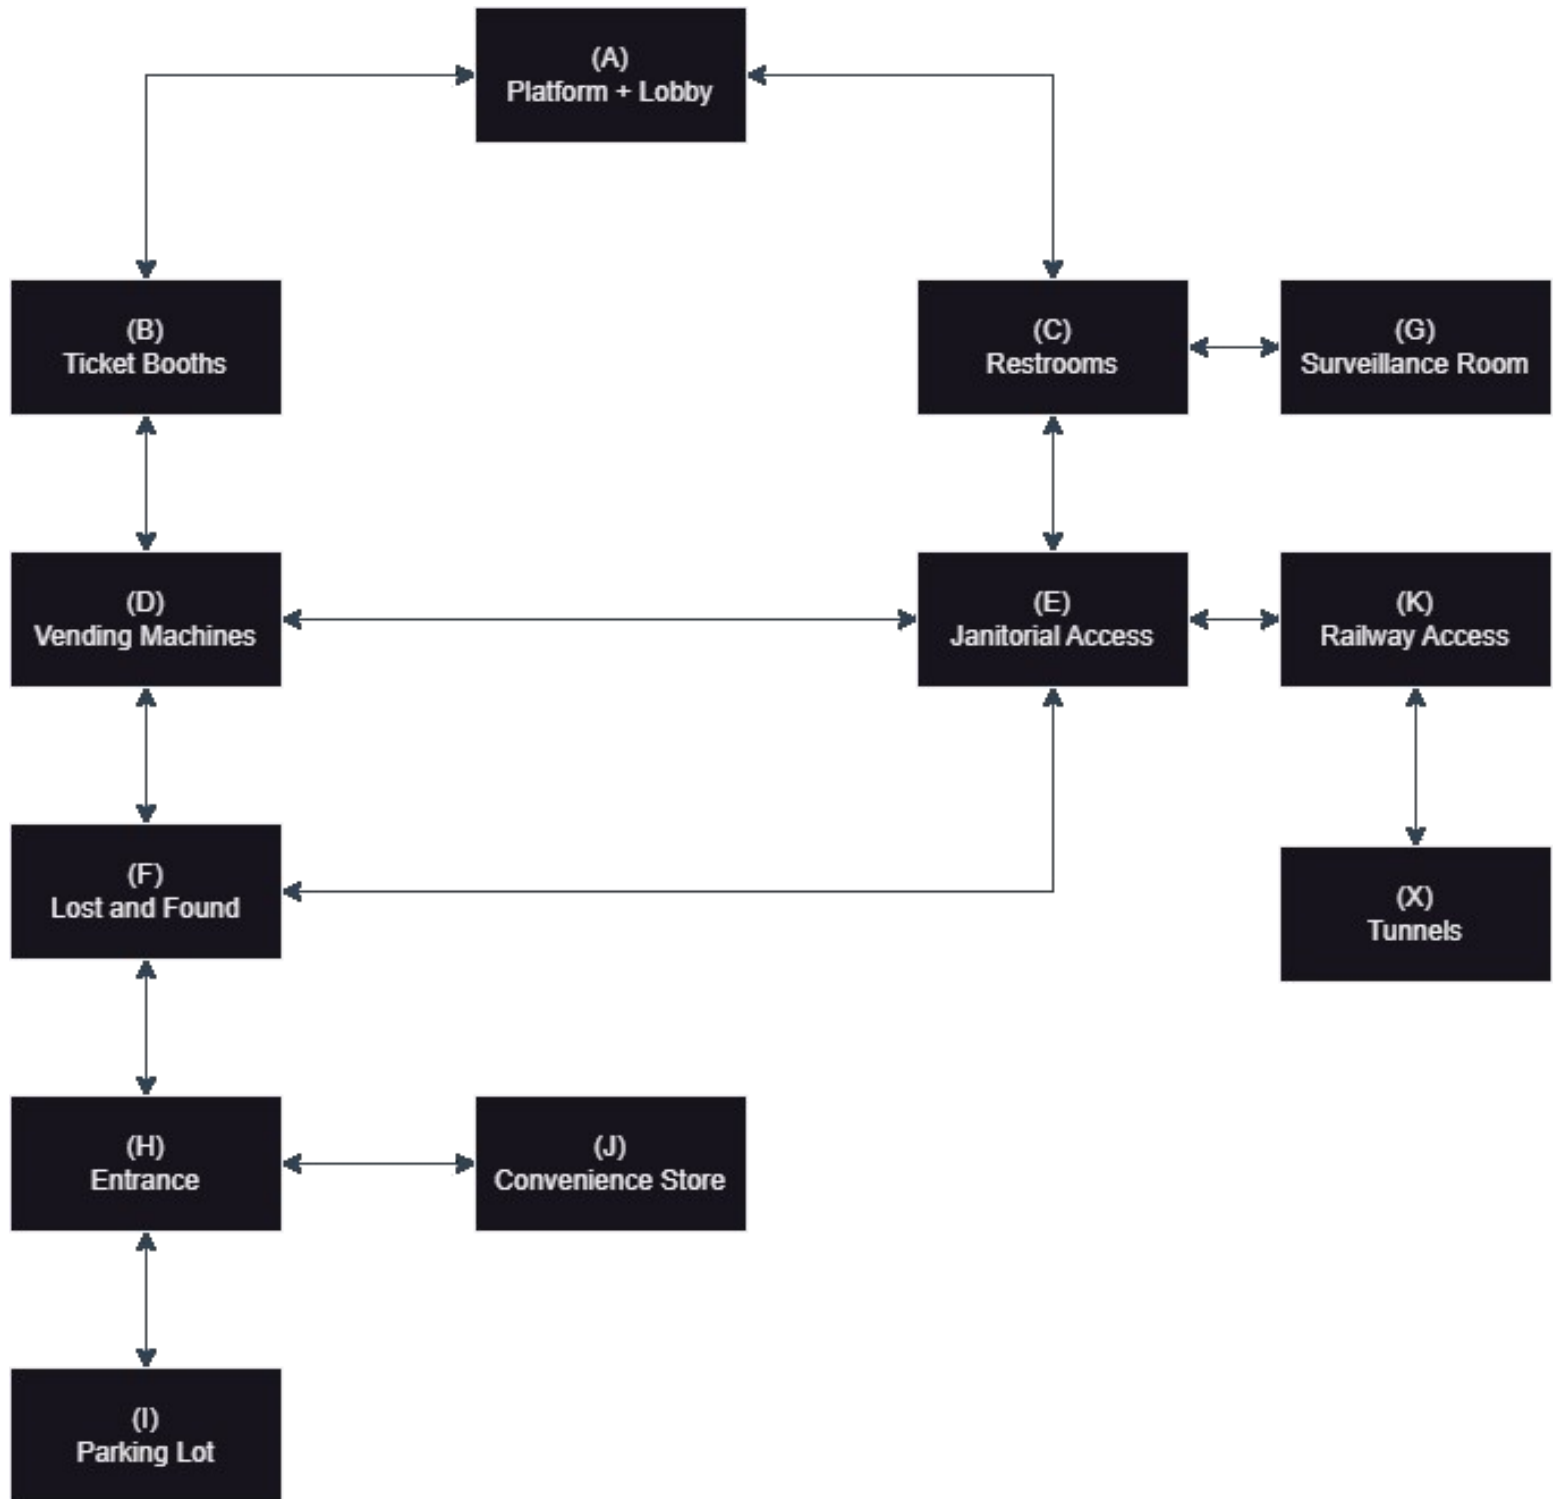 (A)
Platform + Lobby
(B)
Ticket Booths
(C)
Restrooms
(G)
Surveillance Room
(D)
Vending Machines
(E)
Janitorial Access
(K)
Railway Access
(F)
Lost and Found
(X)
Tunnels
(H)
Entrance
(J)
Convenience Store
(I)
Parking Lot